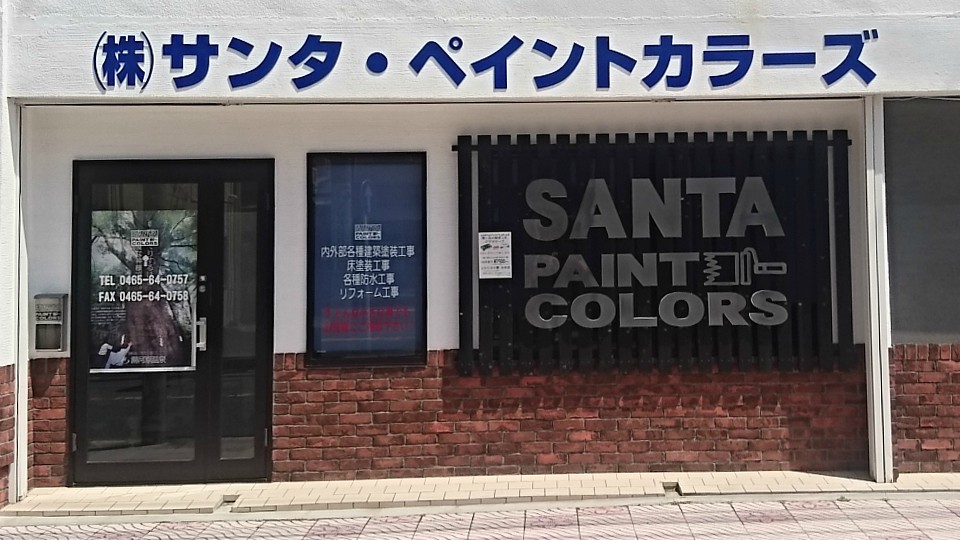 (株)サンタ・ペイントカラーズ
SANTA
PAINT
COLORS
内外部各種建築塗装工事
床塗装工事
各種防水工事
リフォーム工事
PAINT
COLORS
TEL 0465-64-0757
FAX 0465-64-0758